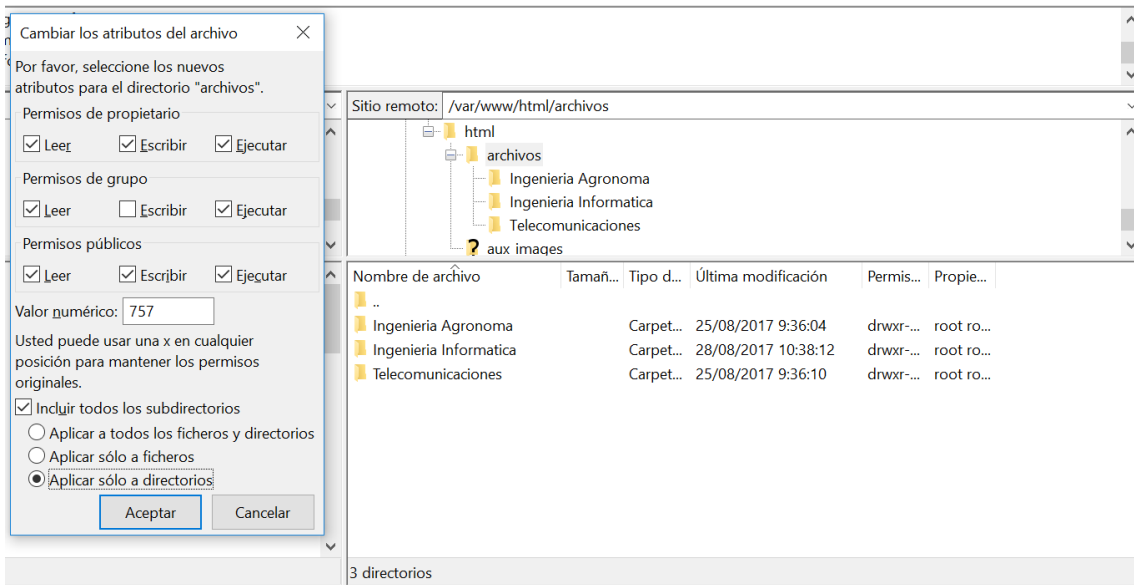 Cambiar los atributos del archivo
Por favor, seleccione los nuevos
atributos para el directorio "archivos".
Permisos de propietario
Leer Escribir Ejecutar
Permisos de grupo
Leer Escribir Ejecutar
Permisos públicos
Leer Escribir Ejecutar
Valor numérico: 757
Usted puede usar una x en cualquier
posición para mantener los permisos
originales.
Incluir todos los subdirectorios
Aplicar a todos los ficheros y directorios
Aplicar sólo a ficheros
Aplicar sólo a directorios
Aceptar Cancelar
Sitio remoto: /var/www/html/archivos
html
archivos
Ingenieria Agronoma
Ingenieria Informatica
Telecomunicaciones
aux_images
Nombre de archivo Tamañ... Tipo d... Última modificación Permis... Propie...
..
Ingenieria Agronoma Carpet... 25/08/2017 9:36:04 drwxr-... root ro...
Ingenieria Informatica Carpet... 28/08/2017 10:38:12 drwxr-... root ro...
Telecomunicaciones Carpet... 25/08/2017 9:36:10 drwxr-... root ro...
3 directorios